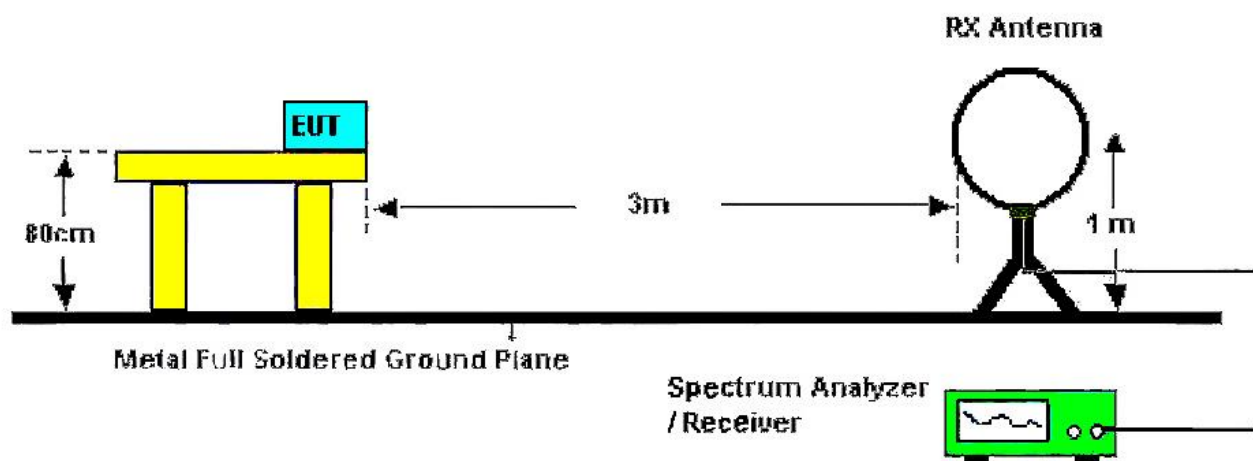 RX Antenna
EUT
80cm
3m
1 m
Metal Full Soldered Ground Plane
Spectrum Analyzer
/ Receiver